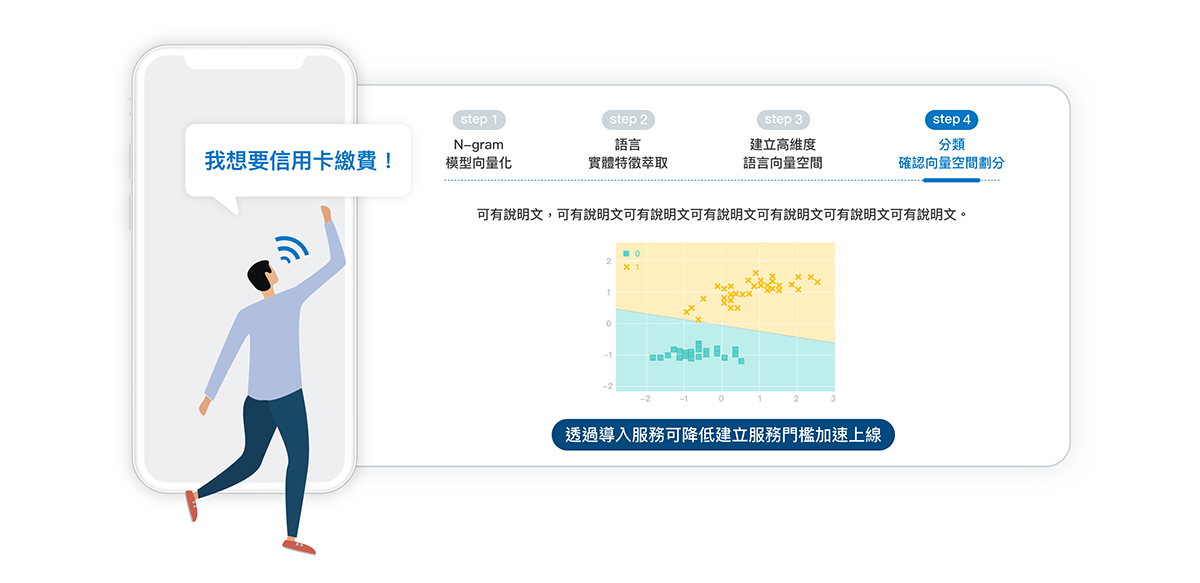 我想要信用卡繳費！
step 1
N-gram
模型向量化
step 2
語言
實體特徵萃取
step 3
建立高維度
語言向量空間
step 4
分類
確認向量空間劃分
可有說明文，可有說明文可有說明文可有說明文可有說明文可有說明文可有說明文。
0
1
2
1
0
-1
-2
-2
-1
0
1
2
3
透過導入服務可降低建立服務門檻加速上線